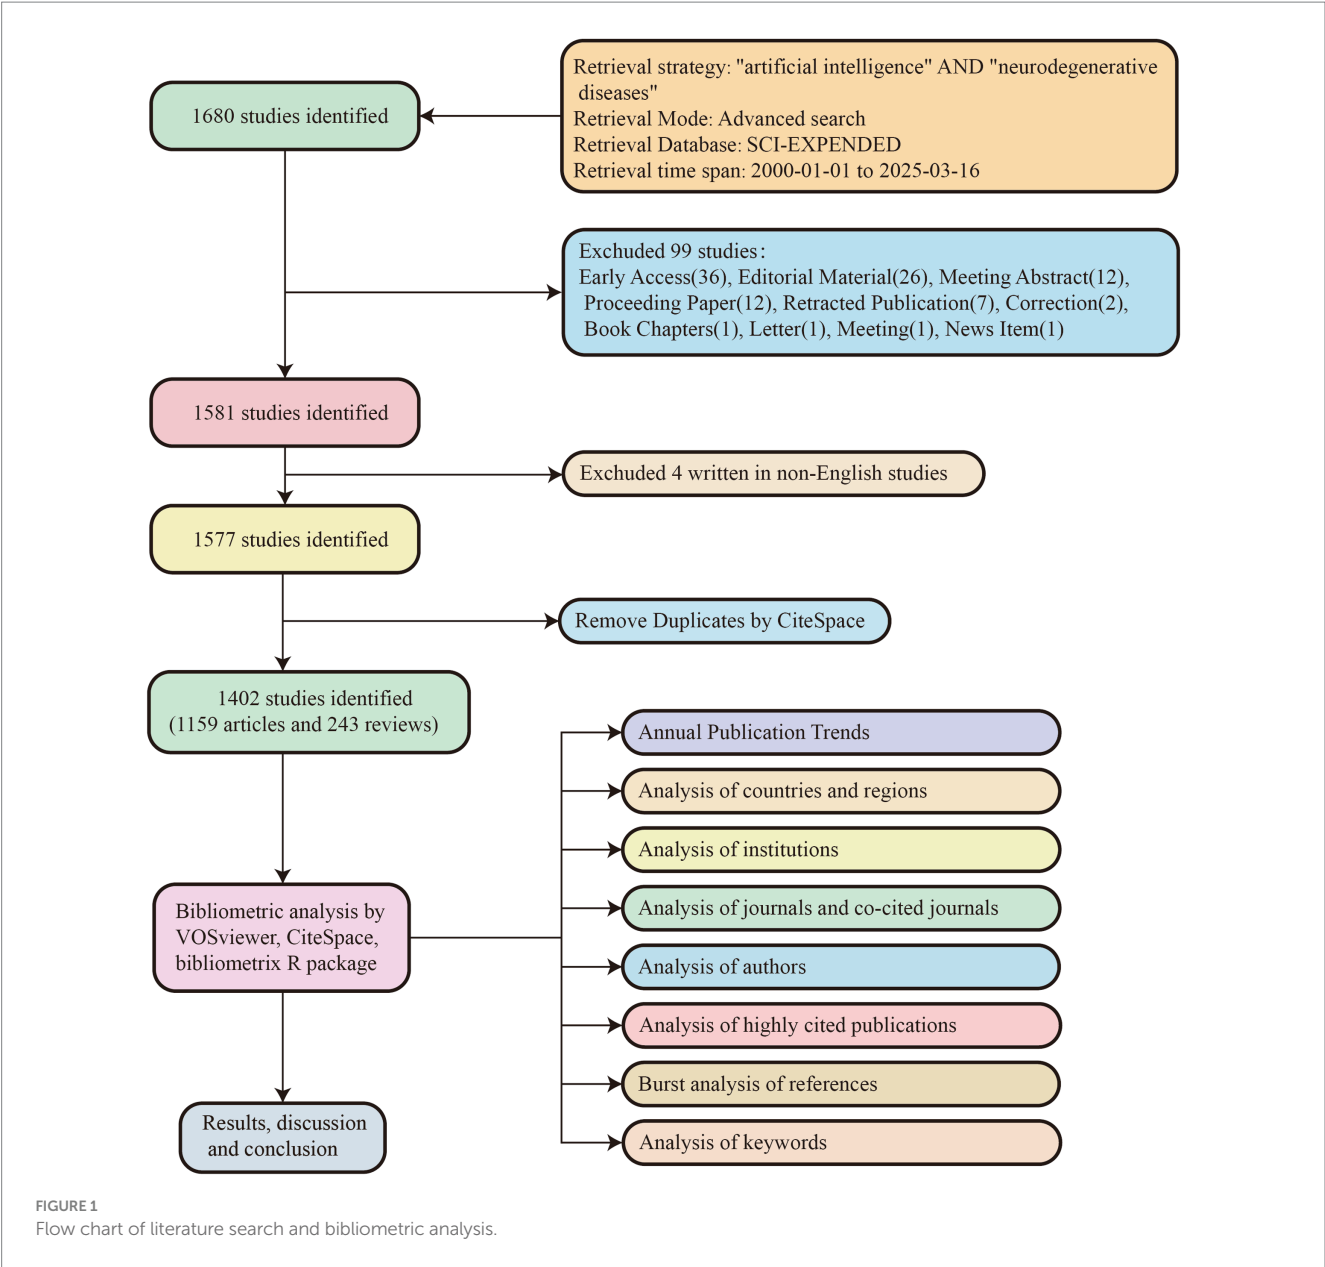 Retrieval strategy: "artificial intelligence" AND "neurodegenerative
diseases"
Retrieval Mode: Advanced search
Retrieval Database: SCI-EXPENDED
Retrieval time span: 2000-01-01 to 2025-03-16
1680 studies identified
Exchuded 99 studies:
Early Access(36), Editorial Material(26), Meeting Abstract(12),
Proceeding Paper(12), Retracted Publication(7), Correction(2),
Book Chapters(1), Letter(1), Meeting(1), News Item(1)
1581 studies identified
Exchuded 4 written in non-English studies
1577 studies identified
Remove Duplicates by CiteSpace
1402 studies identified
(1159 articles and 243 reviews)
Bibliometric analysis by
VOSviewer, CiteSpace,
bibliometrix R package
Annual Publication Trends
Analysis of countries and regions
Analysis of institutions
Analysis of journals and co-cited journals
Analysis of authors
Analysis of highly cited publications
Burst analysis of references
Analysis of keywords
Results, discussion
and conclusion
FIGURE 1
Flow chart of literature search and bibliometric analysis.